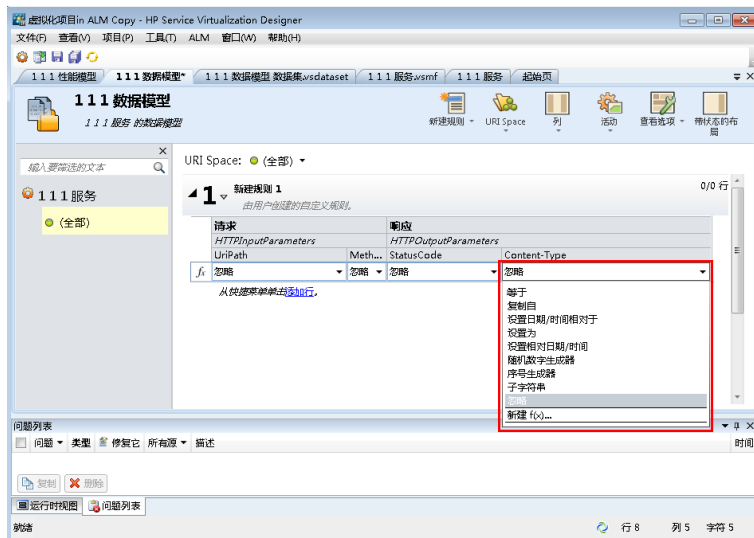 虚拟化项目in ALM Copy - HP Service Virtualization Designer
文件(F) 查看(V) 项目(P) 工具(T) ALM 窗口(W) 帮助(H)
1 1 1 性能模型 1 1 1 数据模型* 1 1 1 数据模型 数据集.vsdataset 1 1 1 服务.vsmf 1 1 1 服务 起始页
1 1 1 数据模型
1 1 1 服务 的数据模型
新建规则 URI Space 列 活动 查看选项 带状态的布局
输入要筛选的文本
1 1 1 服务
(全部)
URI Space: (全部)
1 新建规则 1 0/0 行
由用户创建的自定义规则。
请求 响应
HTTPInputParameters HTTPOutputParameters
UriPath Meth... StatusCode Content-Type
fx 忽略 忽略 忽略 忽略
从快捷菜单单击添加行。
等于
复制自
设置日期/时间相对于
设置为
设置相对日期/时间
随机数字生成器
序号生成器
子字符串
忽略
新建 f(x)...
问题列表
问题 类型 修复它 所有源 描述 时间
复制 删除
运行时视图 问题列表
就绪 行 8 列 5 字符 5